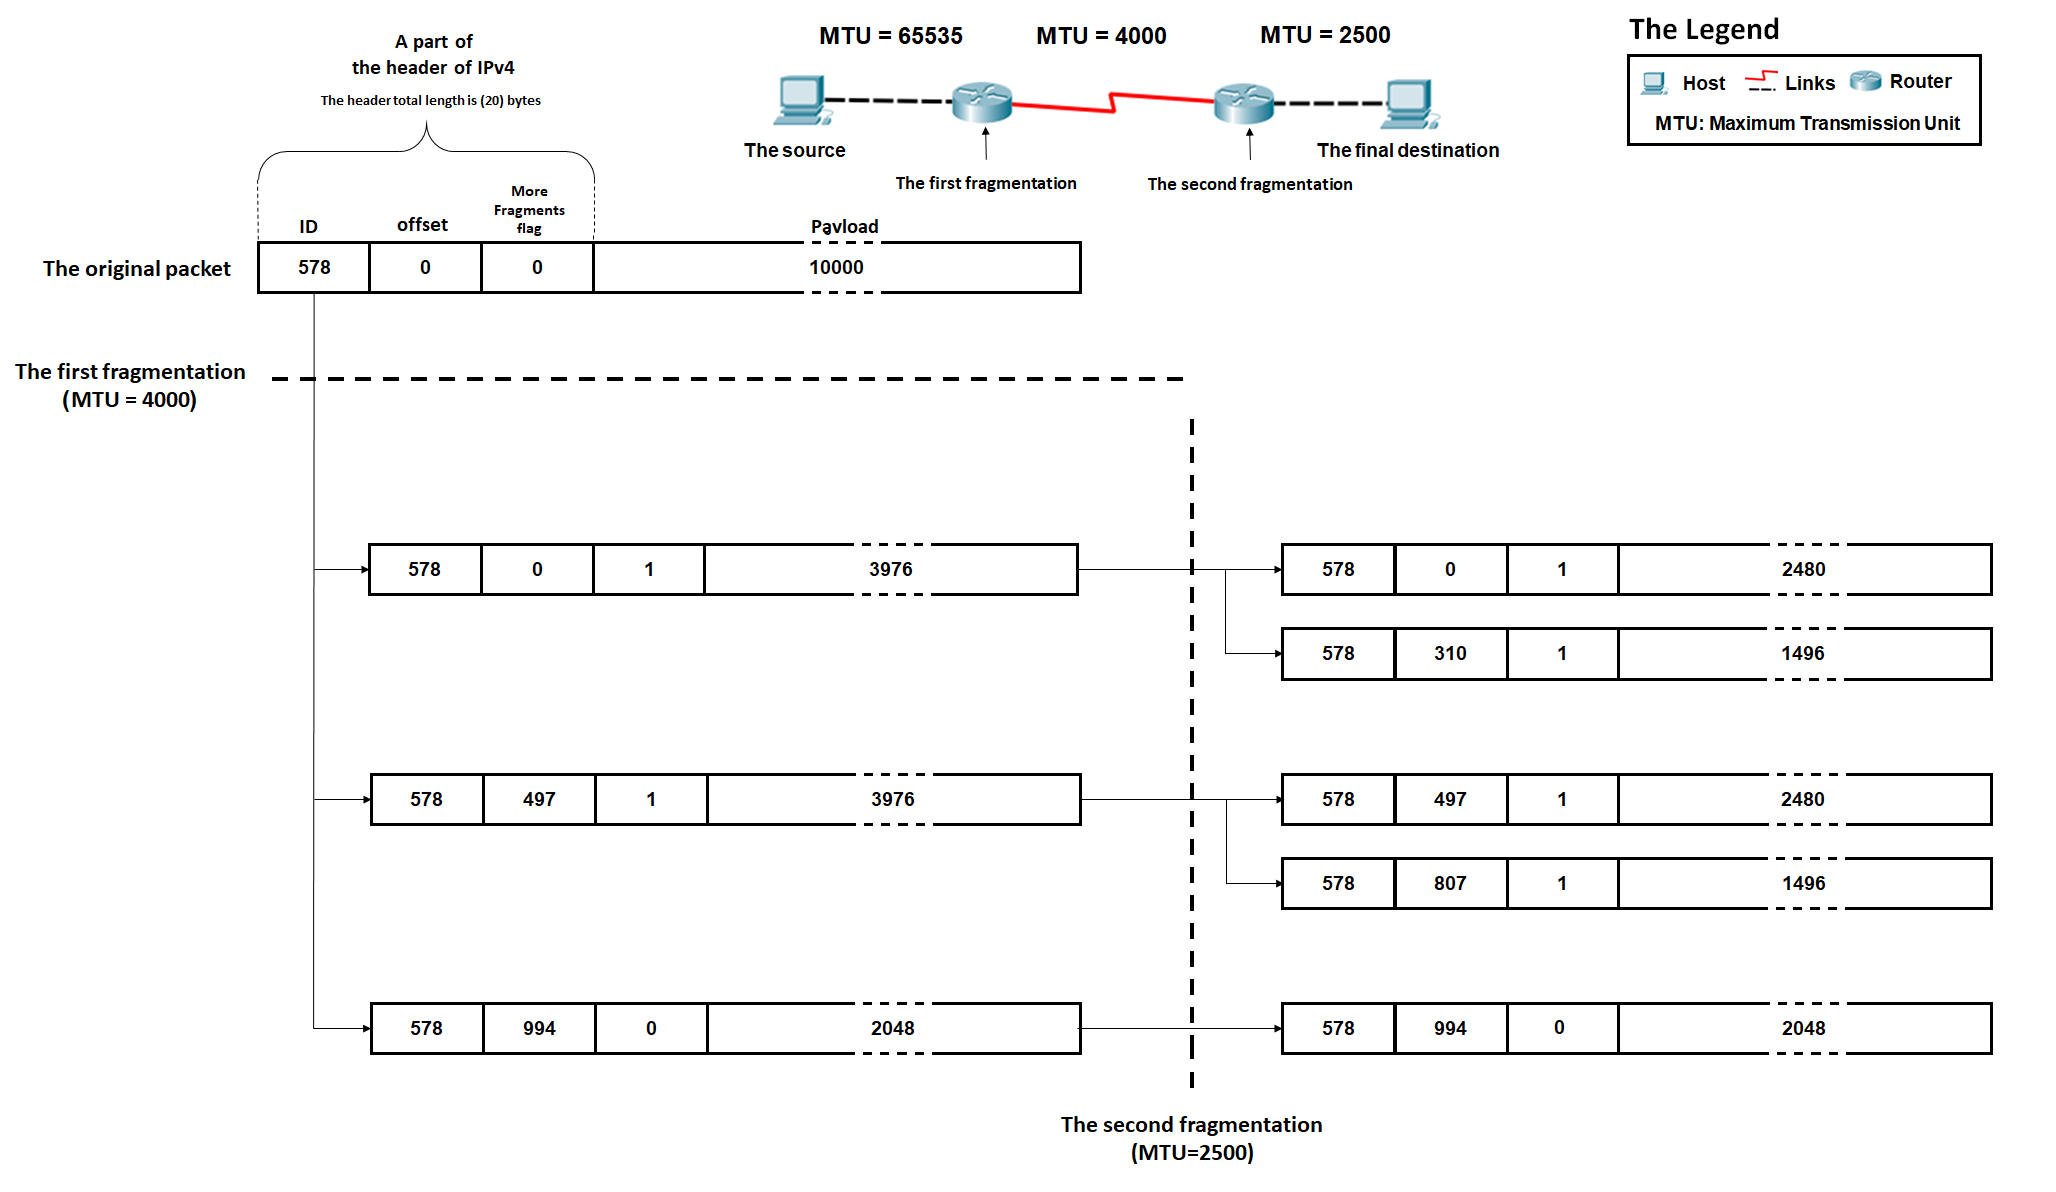 MTU = 65535 MTU = 4000 MTU = 2500
The Legend
Host Links Router
MTU: Maximum Transmission Unit
The source
The final destination
The first fragmentation
The second fragmentation
A part of
the header of IPv4
The header total length is (20) bytes
ID offset More
Fragments
flag
Payload
The original packet 578 0 0 10000
The first fragmentation
(MTU = 4000)
578 0 1 3976
578 0 1 2480
578 310 1 1496
578 497 1 3976
578 497 1 2480
578 807 1 1496
578 994 0 2048
578 994 0 2048
The second fragmentation
(MTU=2500)